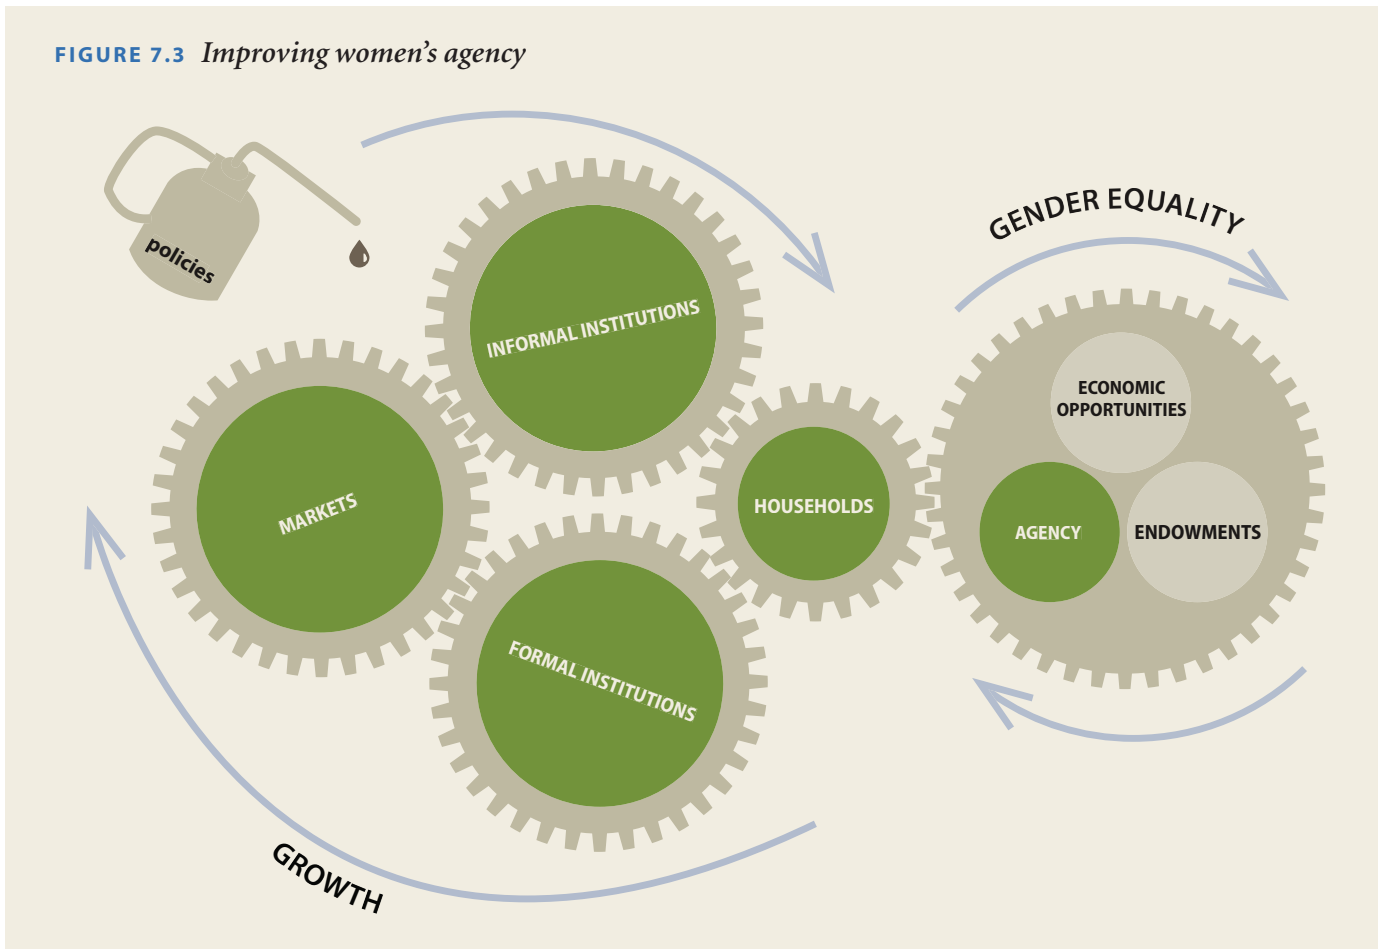 FIGURE 7.3 Improving women’s agency
policies
GENDER EQUALITY
INFORMAL INSTITUTIONS
ECONOMIC
OPPORTUNITIES
MARKETS
HOUSEHOLDS
AGENCY
ENDOWMENTS
FORMAL INSTITUTIONS
GROWTH